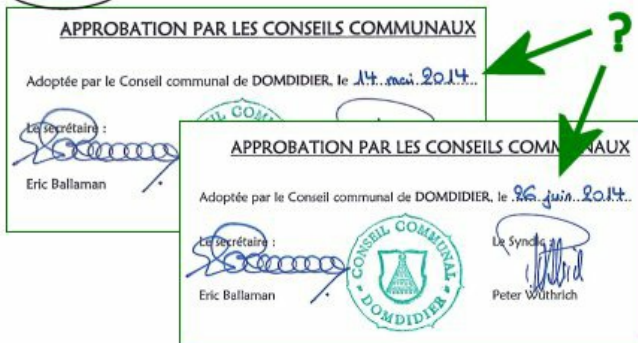 APPROBATION PAR LES CONSEILS COMMUNAUX
Adoptée par le Conseil communal de DOMDIDIER, le 14 mai 2014
Le secrétaire :
Eric Ballaman
?
APPROBATION PAR LES CONSEILS COMMUNAUX
Adoptée par le Conseil communal de DOMDIDIER, le 26 juin 2014
Le secrétaire :
Eric Ballaman
CONSEIL COMMUNAL
DOMDIDIER
Le Syndic :
Peter Wüthrich